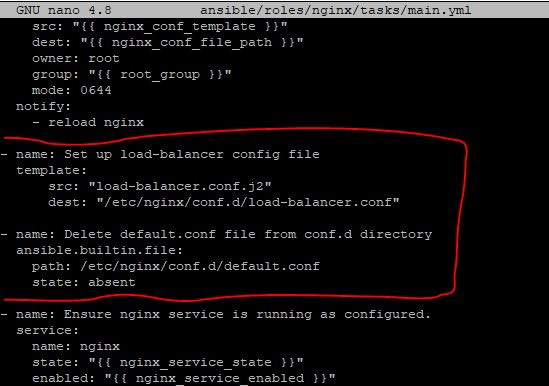 GNU nano 4.8 ansible/roles/nginx/tasks/main.yml
src: "{{ nginx_conf_template }}"
dest: "{{ nginx_conf_file_path }}"
owner: root
group: "{{ root_group }}"
mode: 0644
notify:
- reload nginx
- name: Set up load-balancer config file
template:
src: "load-balancer.conf.j2"
dest: "/etc/nginx/conf.d/load-balancer.conf"
- name: Delete default.conf file from conf.d directory
ansible.builtin.file:
path: /etc/nginx/conf.d/default.conf
state: absent
- name: Ensure nginx service is running as configured.
service:
name: nginx
state: "{{ nginx_service_state }}"
enabled: "{{ nginx_service_enabled }}"